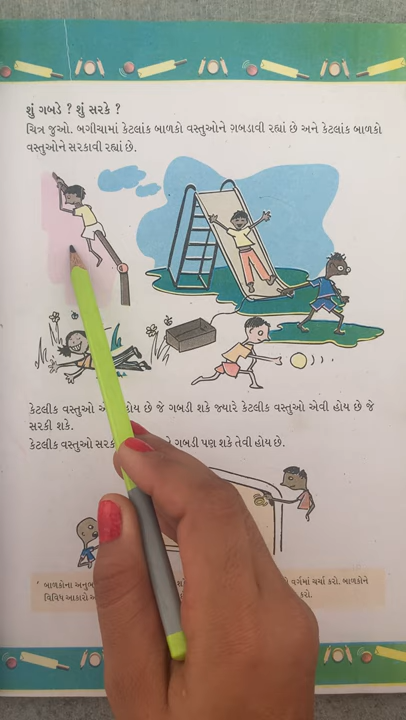 શું ગબડે ? શું સરકે ?
ચિત્ર જુઓ. બગીચામાં કેટલાંક બાળકો વસ્તુઓને ગબડાવી રહ્યાં છે અને કેટલાંક બાળકો
વસ્તુઓને સરકાવી રહ્યાં છે.
કેટલીક વસ્તુઓ હોય છે જે ગબડી શકે જ્યારે કેટલીક વસ્તુઓ એવી હોય છે જે
સરકી શકે.
કેટલીક વસ્તુઓ ગબડી પણ શકે તેવી હોય છે.
બાળકોના વર્ગમાં ચર્ચા કરો. બાળકોને
વિવિધ આકારો કરો.